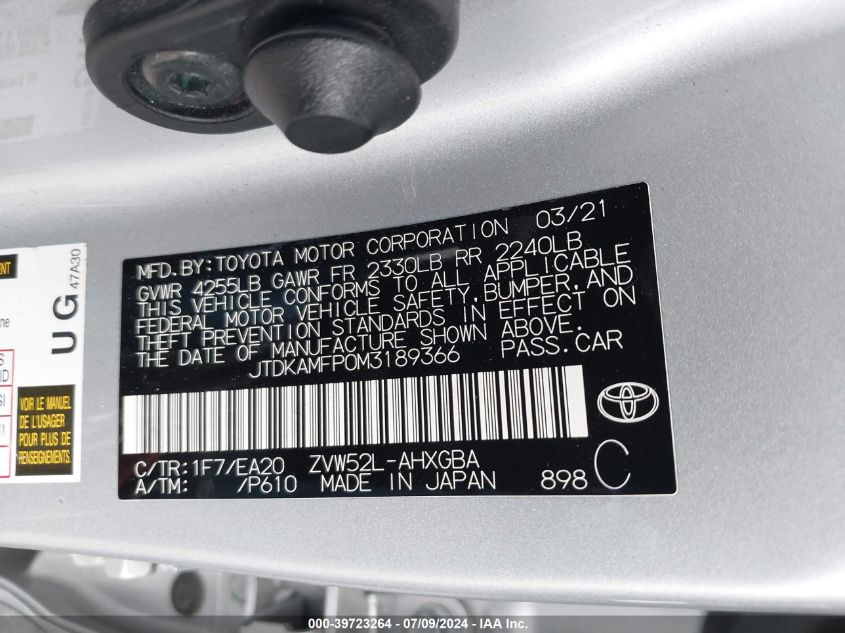 MFD.BY:TOYOTA MOTOR CORPORATION 03/21
GVWR 4255LB GAWR FR 2330LB RR 2240LB
THIS VEHICLE CONFORMS TO ALL APPLICABLE
FEDERAL MOTOR VEHICLE SAFETY,BUMPER,AND
THEFT PREVENTION STANDARDS IN EFFECT ON
THE DATE OF MANUFACTURE SHOWN ABOVE.
JTDKAMFP0M3189366 PASS.CAR
C/TR:1F7/EA20 ZVW52L-AHXGBA
A/TM: /P610 MADE IN JAPAN 898 C
UG 47A30
VOIR LE MANUEL
DE L'USAGER
POUR PLUS DE
RENSEIGNEMENTS.
000-39723264 - 07/09/2024 - IAA Inc.